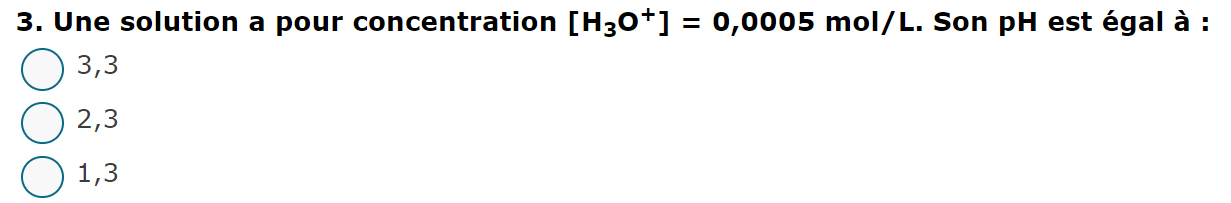 3. Une solution a pour concentration [H₃O⁺] = 0,0005 mol/L. Son pH est égal à :
3,3
2,3
1,3